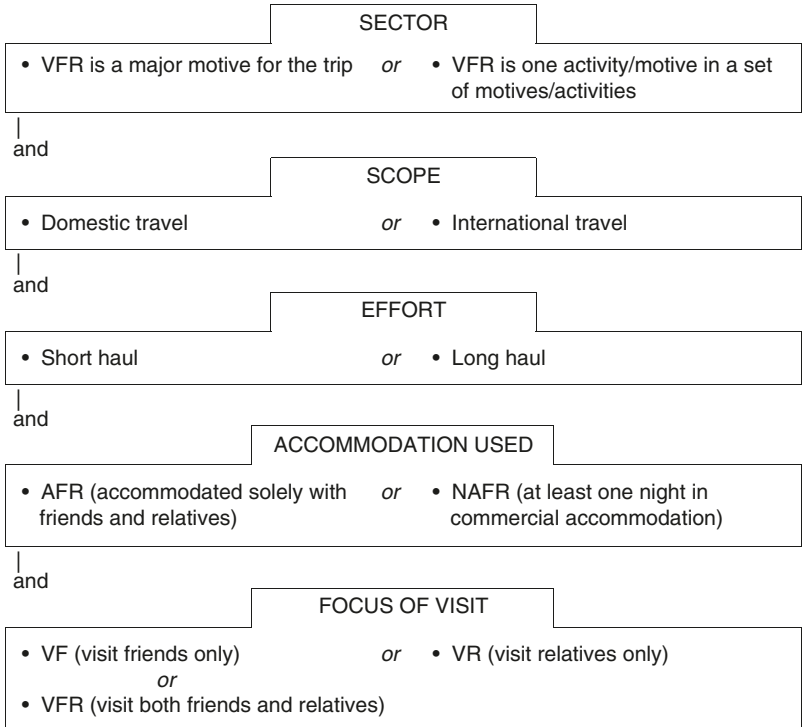 SECTOR
• VFR is a major motive for the trip or • VFR is one activity/motive in a set
of motives/activities
and
SCOPE
• Domestic travel or • International travel
and
EFFORT
• Short haul or • Long haul
and
ACCOMMODATION USED
• AFR (accommodated solely with or • NAFR (at least one night in
friends and relatives) commercial accommodation)
and
FOCUS OF VISIT
• VF (visit friends only) or • VR (visit relatives only)
or
• VFR (visit both friends and relatives)